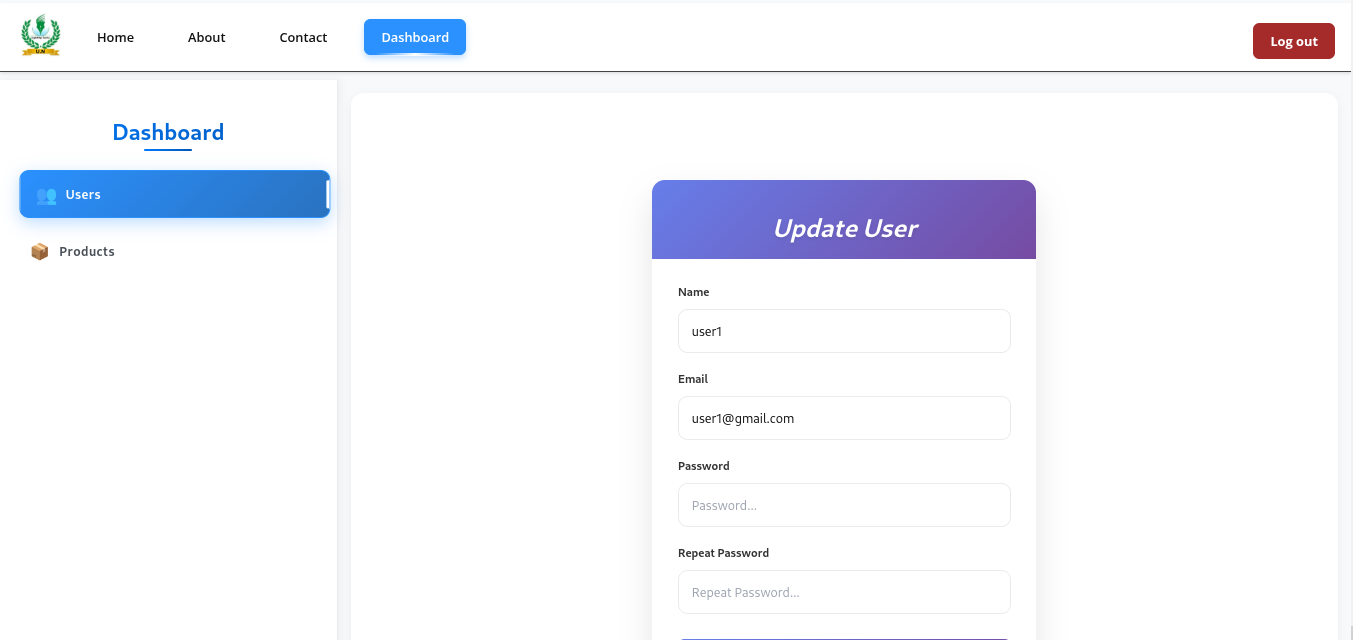 Home
About
Contact
Dashboard
Log out
Dashboard
Users
Products
Update User
Name
user1
Email
user1@gmail.com
Password
Password...
Repeat Password
Repeat Password...